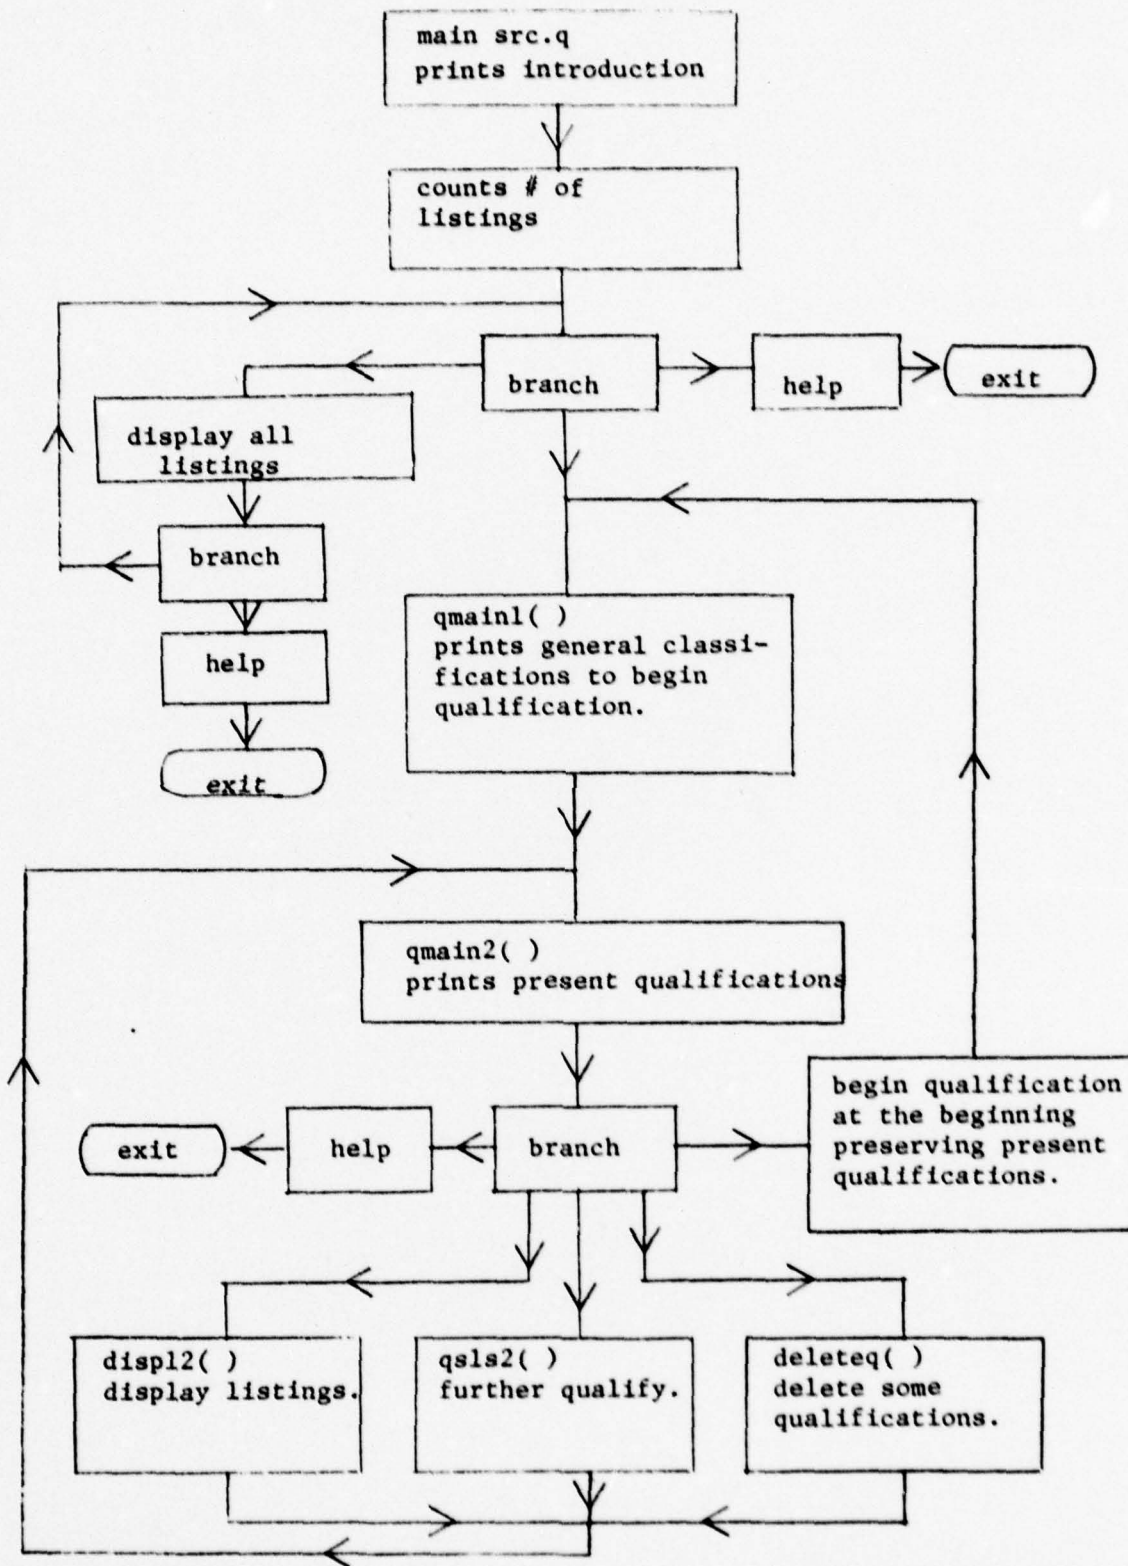 main src.q
prints introduction
counts # of
listings
branch
help
exit
display all
listings
branch
help
exit
qmain1( )
prints general classi-
fications to begin
qualification.
qmain2( )
prints present qualifications
begin qualification
at the beginning
preserving present
qualifications.
exit
help
branch
displ2( )
display listings.
qsls2( )
further qualify.
deleteq( )
delete some
qualifications.